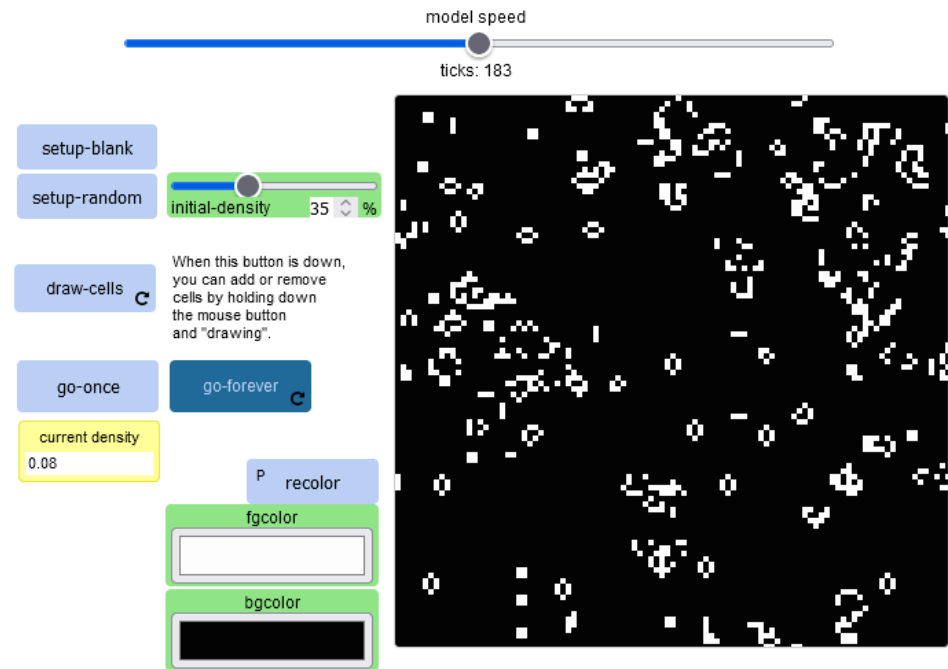 model speed
ticks: 183
setup-blank
setup-random
initial-density 35 %
draw-cells
When this button is down,
you can add or remove
cells by holding down
the mouse button
and "drawing".
go-once
go-forever
current density
0.08
P recolor
fgcolor
bgcolor